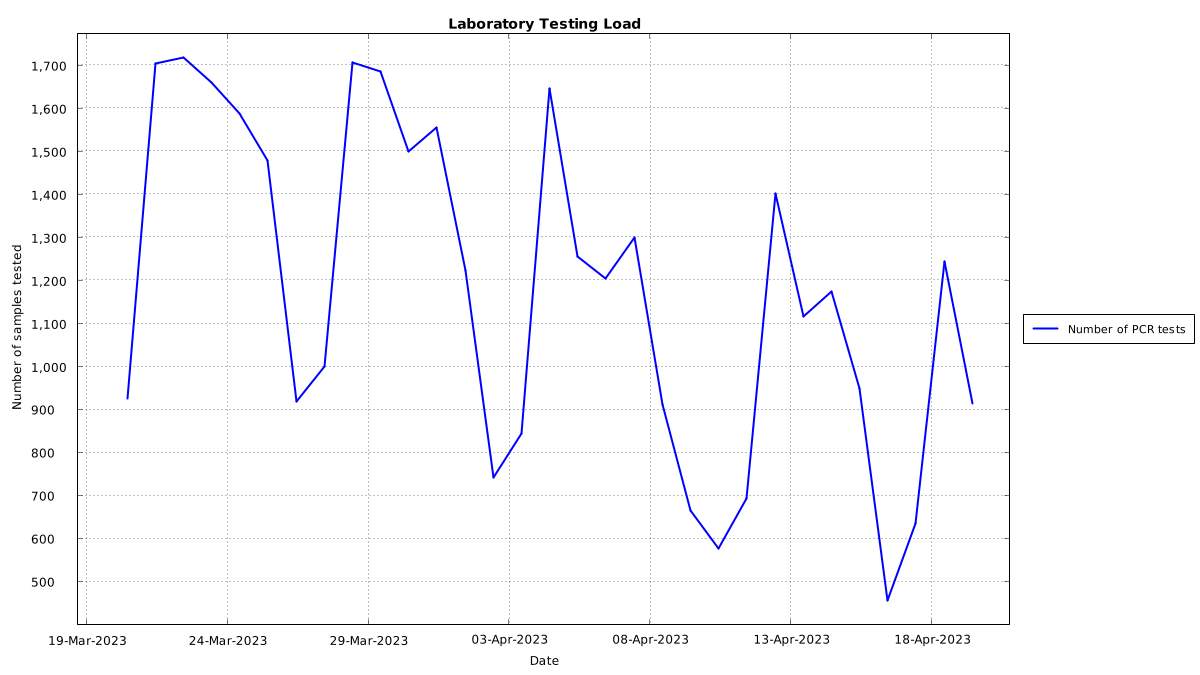 Laboratory Testing Load
Number of samples tested
1,700
1,600
1,500
1,400
1,300
1,200
1,100
1,000
900
800
700
600
500
19-Mar-2023 24-Mar-2023 29-Mar-2023 03-Apr-2023 08-Apr-2023 13-Apr-2023 18-Apr-2023
Date
Number of PCR tests